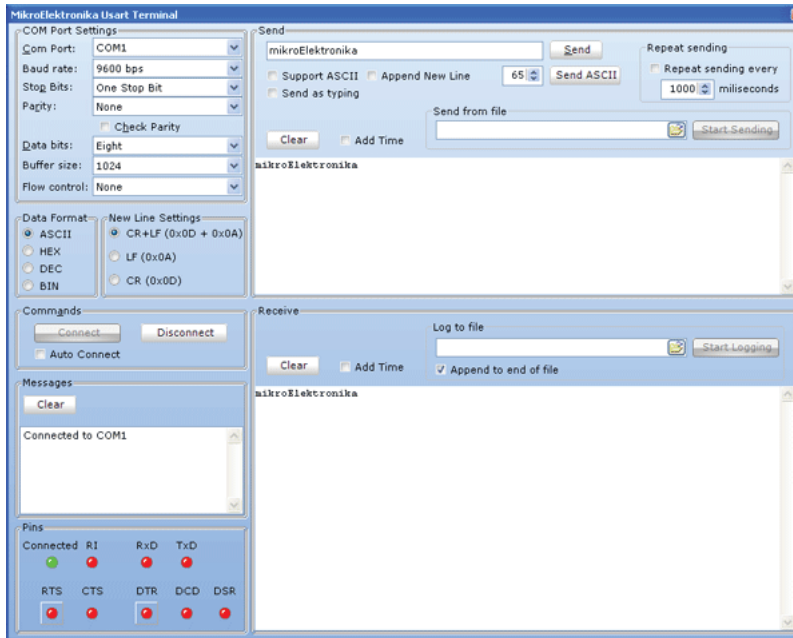 MikroElektronika Usart Terminal
COM Port Settings
Com Port: COM1
Baud rate: 9600 bps
Stop Bits: One Stop Bit
Parity: None
Check Parity
Data bits: Eight
Buffer size: 1024
Flow control: None
Data Format
ASCII
HEX
DEC
BIN
New Line Settings
CR+LF (0x0D + 0x0A)
LF (0x0A)
CR (0x0D)
Commands
Connect Disconnect
Auto Connect
Messages
Clear
Connected to COM1
Pins
Connected RI RxD TxD
RTS CTS DTR DCD DSR
Send
mikroElektronika Send
Support ASCII Append New Line 65 Send ASCII
Send as typing
Repeat sending
Repeat sending every
1000 miliseconds
Send from file
Start Sending
Clear Add Time
mikroElektronika
Receive
Log to file
Start Logging
Clear Add Time Append to end of file
mikroElektronika